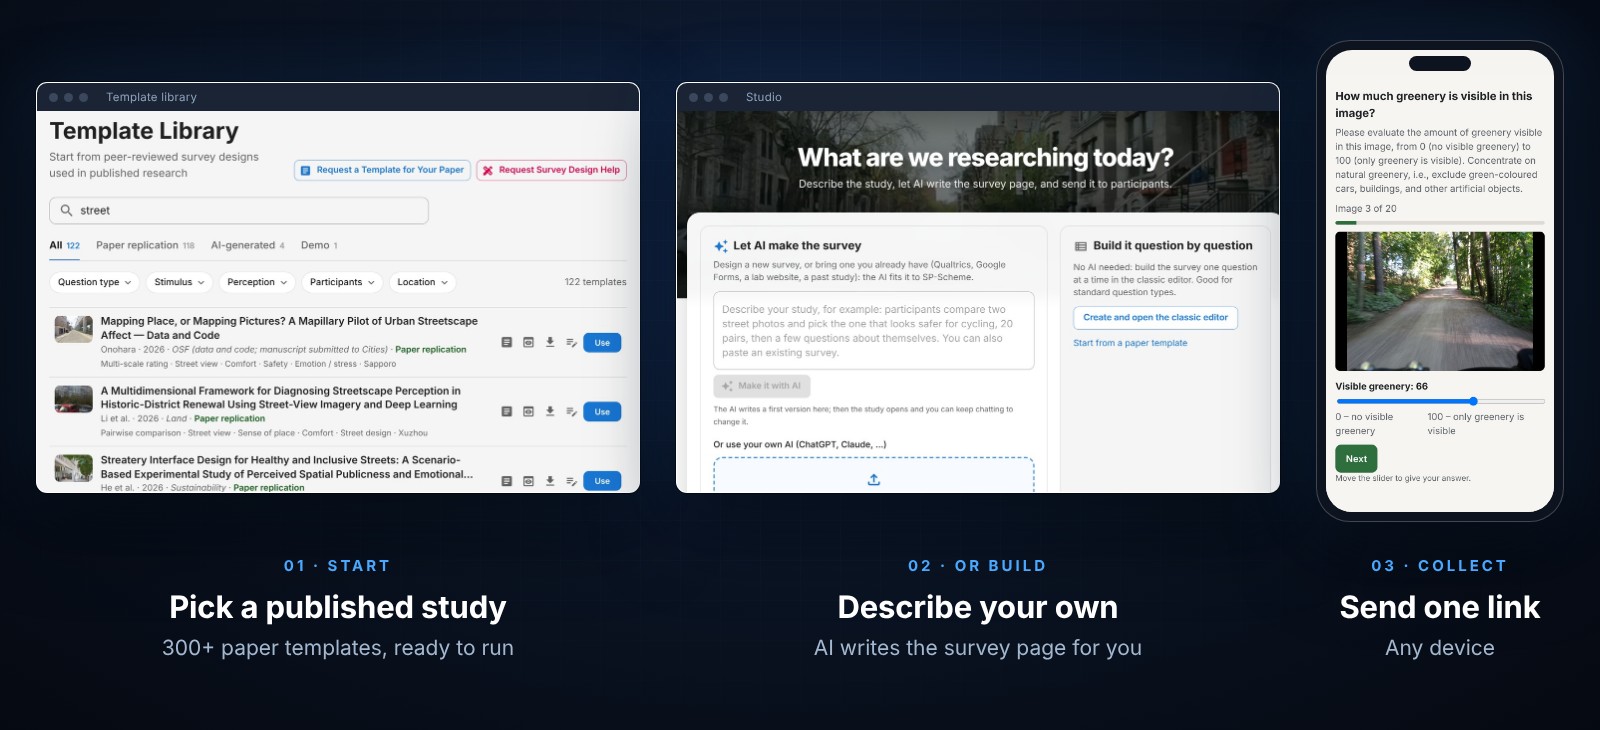 Template library
Template Library
Start from peer-reviewed survey designs
used in published research
Request a Template for Your Paper
Request Survey Design Help
street
All 122
Paper replication 118
AI-generated 4
Demo 1
Question type
Stimulus
Perception
Participants
Location
122 templates
Mapping Place, or Mapping Pictures? A Mapillary Pilot of Urban Streetscape
Affect — Data and Code
Onohara · 2026 · OSF (data and code; manuscript submitted to Cities) · Paper replication
Multi-scale rating · Street view · Comfort · Safety · Emotion / stress · Sapporo
Use
A Multidimensional Framework for Diagnosing Streetscape Perception in
Historic-District Renewal Using Street-View Imagery and Deep Learning
Li et al. · 2026 · Land · Paper replication
Pairwise comparison · Street view · Sense of place · Comfort · Street design · Xuzhou
Use
Streatery Interface Design for Healthy and Inclusive Streets: A Scenario-
Based Experimental Study of Perceived Spatial Publicness and Emotional...
He et al. · 2026 · Sustainability · Paper replication
Use
01 · START
Pick a published study
300+ paper templates, ready to run
Studio
What are we researching today?
Describe the study, let AI write the survey page, and send it to participants.
Let AI make the survey
Design a new survey, or bring one you already have (Qualtrics, Google
Forms, a lab website, a past study): the AI fits it to SP-Scheme.
Describe your study, for example: participants compare two
street photos and pick the one that looks safer for cycling, 20
pairs, then a few questions about themselves. You can also
paste an existing survey.
Make it with AI
The AI writes a first version here; then the study opens and you can keep chatting to
change it.
Or use your own AI (ChatGPT, Claude, ...)
Build it question by question
No AI needed: build the survey one question
at a time in the classic editor. Good for
standard question types.
Create and open the classic editor
Start from a paper template
02 · OR BUILD
Describe your own
AI writes the survey page for you
How much greenery is visible in this
image?
Please evaluate the amount of greenery visible
in this image, from 0 (no visible greenery) to
100 (only greenery is visible). Concentrate on
natural greenery, i.e., exclude green-coloured
cars, buildings, and other artificial objects.
Image 3 of 20
Visible greenery: 66
0 – no visible
greenery
100 – only greenery is
visible
Next
Move the slider to give your answer.
03 · COLLECT
Send one link
Any device